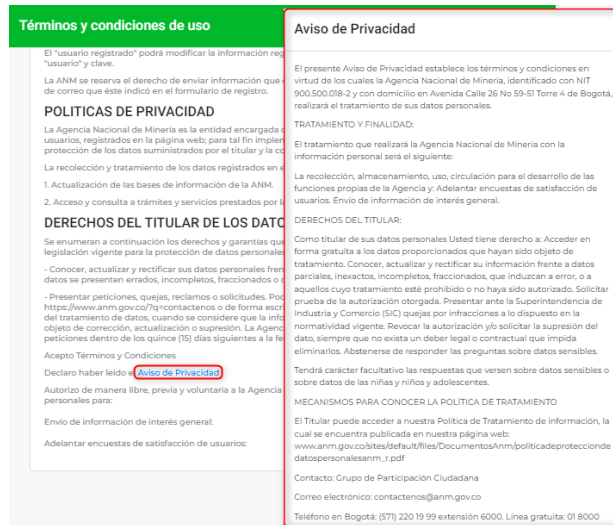 Términos y condiciones de uso
El "usuario registrado" podrá modificar la información reg
"usuario" y clave.
La ANM se reserva el derecho de enviar información que
de correo que éste indicó en el formulario de registro.
POLITICAS DE PRIVACIDAD
La Agencia Nacional de Minería es la entidad encargada
usuarios, registrados en la página web; para tal fin implem
protección de los datos suministrados por el titular y la co
La recolección y tratamiento de los datos registrados en e
1. Actualización de las bases de información de la ANM.
2. Acceso y consulta a trámites y servicios prestados por l
DERECHOS DEL TITULAR DE LOS DATO
Se enumeran a continuación los derechos y garantías que
legislación vigente para la protección de datos personales
- Conocer, actualizar y rectificar sus datos personales fren
datos se presenten errados, incompletos, fraccionados o
- Presentar peticiones, quejas, reclamos o solicitudes. Pod
https://www.anm.gov.co/?q=contactenos o de forma escri
del tratamiento de datos, cuando se considere que la info
objeto de corrección, actualización o supresión. La Agenc
peticiones dentro de los quince (15) días siguientes a la fe
Acepto Términos y Condiciones
Declaro haber leído e Aviso de Privacidad
Autorizo de manera libre, previa y voluntaria a la Agencia
personales para:
Envío de información de interés general:
Adelantar encuestas de satisfacción de usuarios:
Aviso de Privacidad
El presente Aviso de Privacidad establece los términos y condiciones en
virtud de los cuales la Agencia Nacional de Minería, identificado con NIT
900.500.018-2 y con domicilio en Avenida Calle 26 No 59-51 Torre 4 de Bogotá,
realizará el tratamiento de sus datos personales.
TRATAMIENTO Y FINALIDAD:
El tratamiento que realizará la Agencia Nacional de Minería con la
información personal será el siguiente:
La recolección, almacenamiento, uso, circulación para el desarrollo de las
funciones propias de la Agencia y: Adelantar encuestas de satisfacción de
usuarios. Envío de información de interés general.
DERECHOS DEL TITULAR:
Como titular de sus datos personales Usted tiene derecho a: Acceder en
forma gratuita a los datos proporcionados que hayan sido objeto de
tratamiento. Conocer, actualizar y rectificar su información frente a datos
parciales, inexactos, incompletos, fraccionados, que induzcan a error, o a
aquellos cuyo tratamiento esté prohibido o no haya sido autorizado. Solicitar
prueba de la autorización otorgada. Presentar ante la Superintendencia de
Industria y Comercio (SIC) quejas por infracciones a lo dispuesto en la
normatividad vigente. Revocar la autorización y/o solicitar la supresión del
dato, siempre que no exista un deber legal o contractual que impida
eliminarlos. Abstenerse de responder las preguntas sobre datos sensibles.
Tendrá carácter facultativo las respuestas que versen sobre datos sensibles o
sobre datos de las niñas y niños y adolescentes.
MECANISMOS PARA CONOCER LA POLÍTICA DE TRATAMIENTO
El Titular puede acceder a nuestra Política de Tratamiento de información, la
cual se encuentra publicada en nuestra página web:
www.anm.gov.co/sites/default/files/DocumentosAnm/politicadeproteccionde
datospersonalesanm_r.pdf
Contacto: Grupo de Participación Ciudadana
Correo electrónico: contactenos@anm.gov.co
Teléfono en Bogotá: (571) 220 19 99 extensión 6000. Línea gratuita: 01 8000